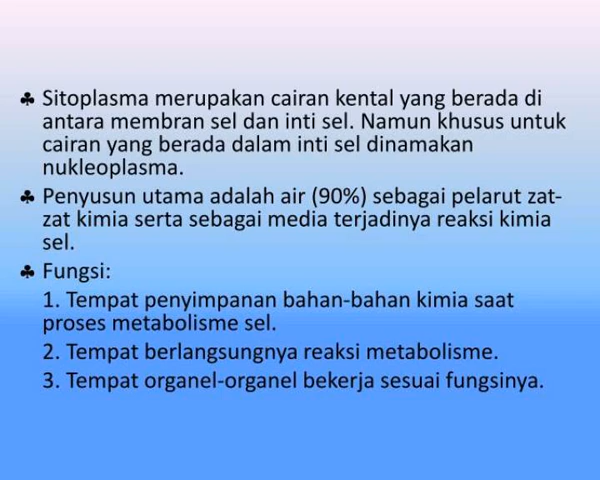 ♣ Sitoplasma merupakan cairan kental yang berada di
antara membran sel dan inti sel. Namun khusus untuk
cairan yang berada dalam inti sel dinamakan
nukleoplasma.
♣ Penyusun utama adalah air (90%) sebagai pelarut zat-
zat kimia serta sebagai media terjadinya reaksi kimia
sel.
♣ Fungsi:
1. Tempat penyimpanan bahan-bahan kimia saat
proses metabolisme sel.
2. Tempat berlangsungnya reaksi metabolisme.
3. Tempat organel-organel bekerja sesuai fungsinya.